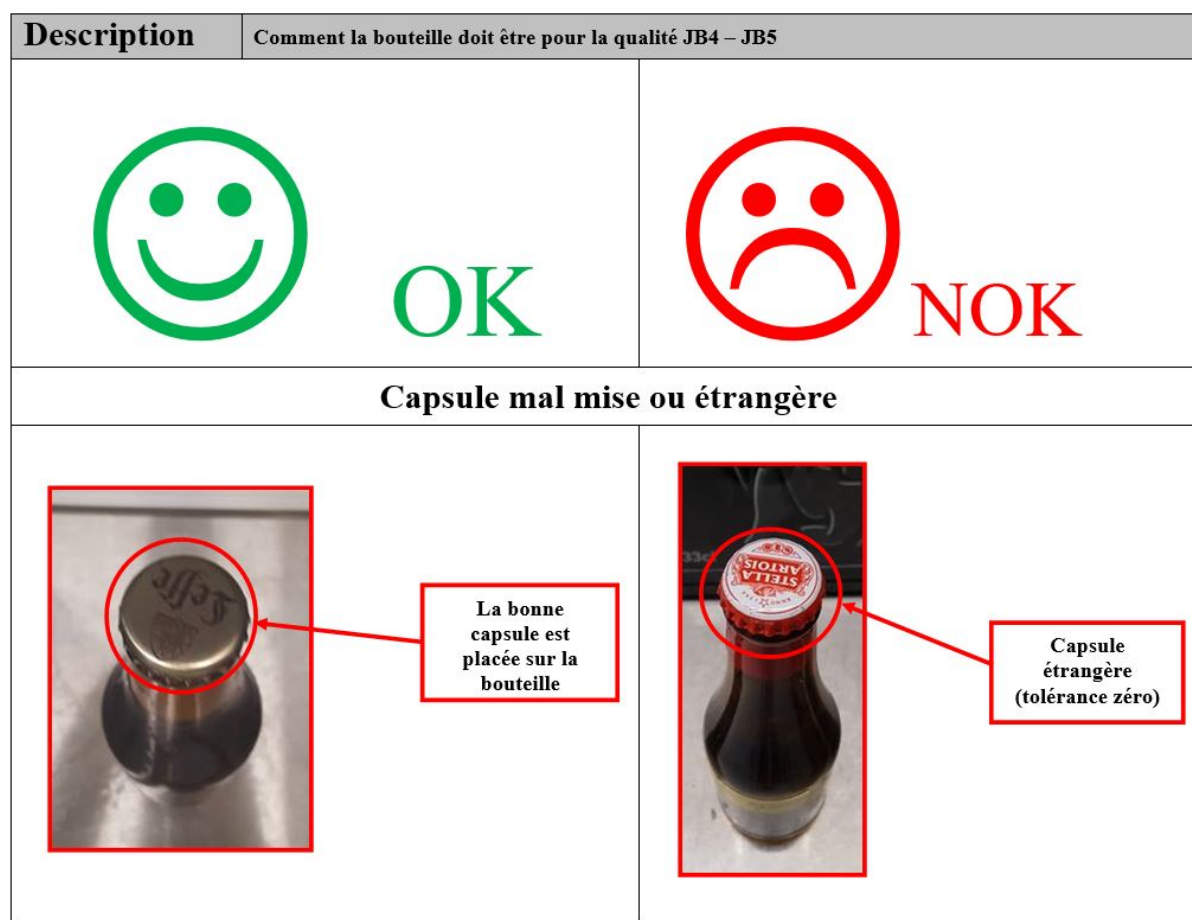 Description
Comment la bouteille doit être pour la qualité JB4 – JB5
OK
NOK
Capsule mal mise ou étrangère
Leffe
La bonne
capsule est
placée sur la
bouteille
33cl
STELLA
ARTOIS
Capsule
étrangère
(tolérance zéro)